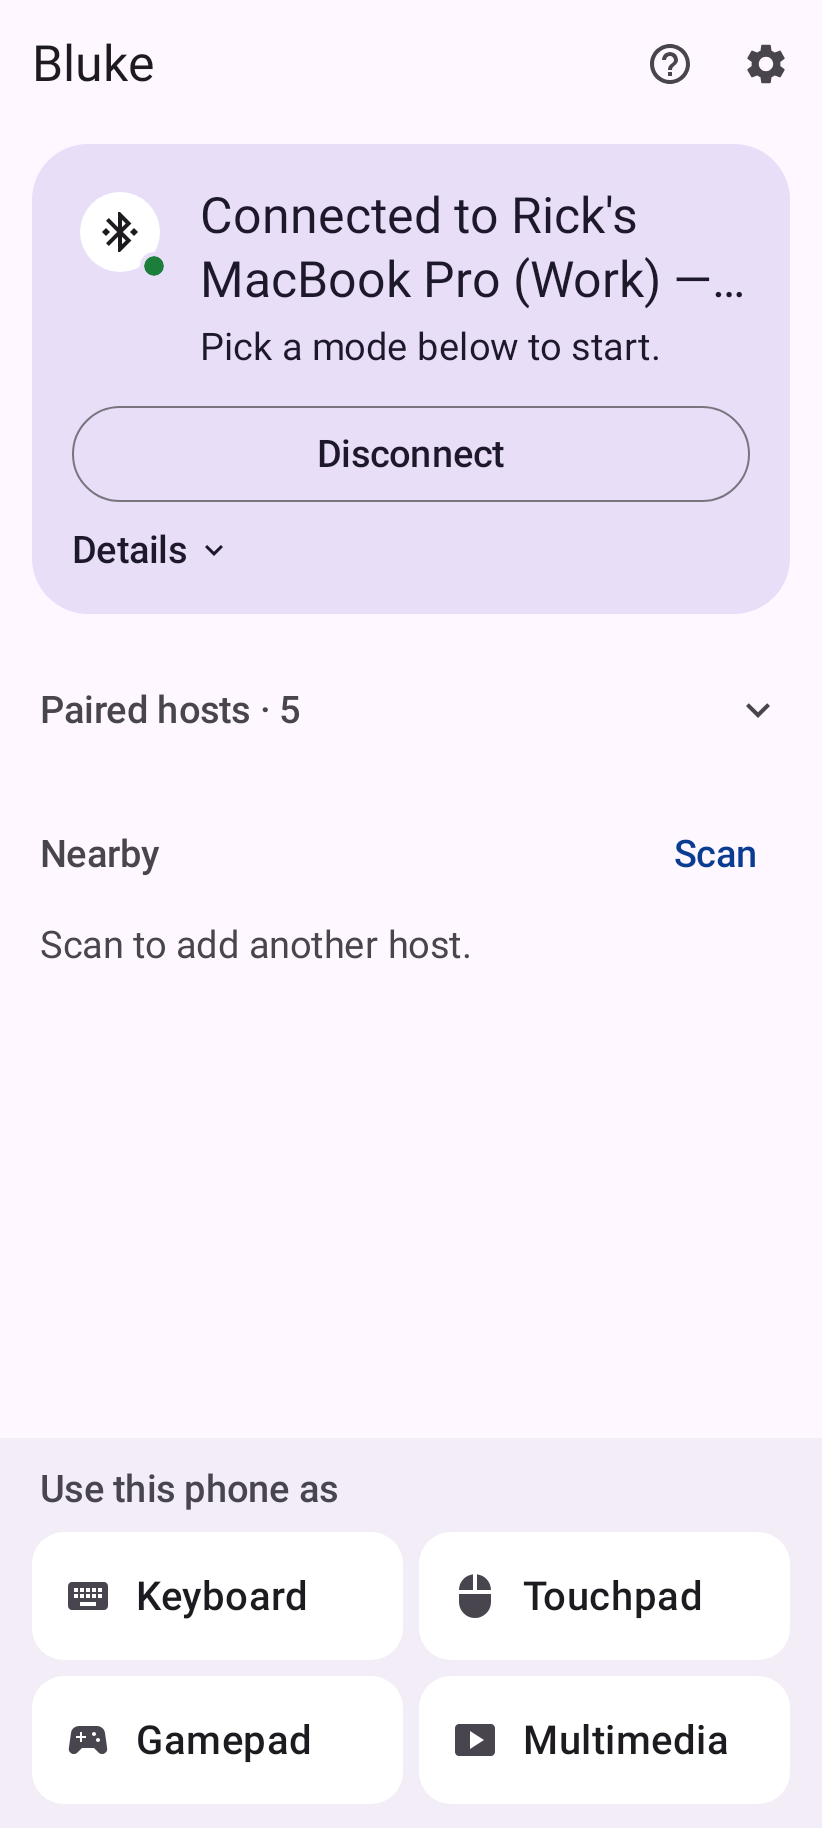 Bluke
Connected to Rick's
MacBook Pro (Work) —…
Pick a mode below to start.
Disconnect
Details
Paired hosts · 5
Nearby
Scan
Scan to add another host.
Use this phone as
Keyboard
Touchpad
Gamepad
Multimedia